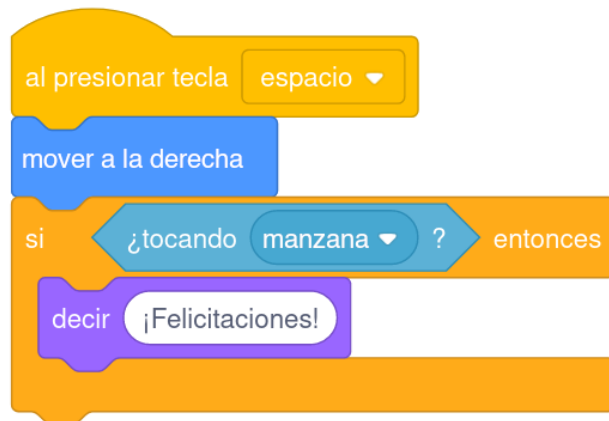 al presionar tecla espacio
mover a la derecha
si ¿tocando manzana ? entonces
decir ¡Felicitaciones!